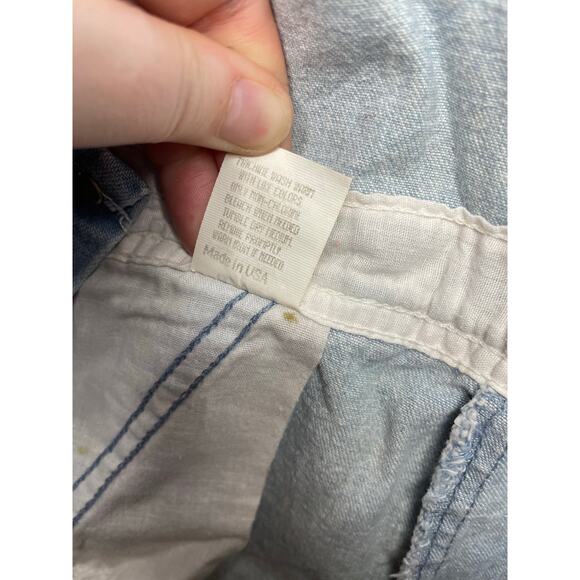 MACHINE WASH WARM
WITH LIKE COLORS
ONLY NON-CHLORINE
BLEACH WHEN NEEDED
TUMBLE DRY MEDIUM,
REMOVE PROMPTLY
WARM IRON IF NEEDED
Made in USA